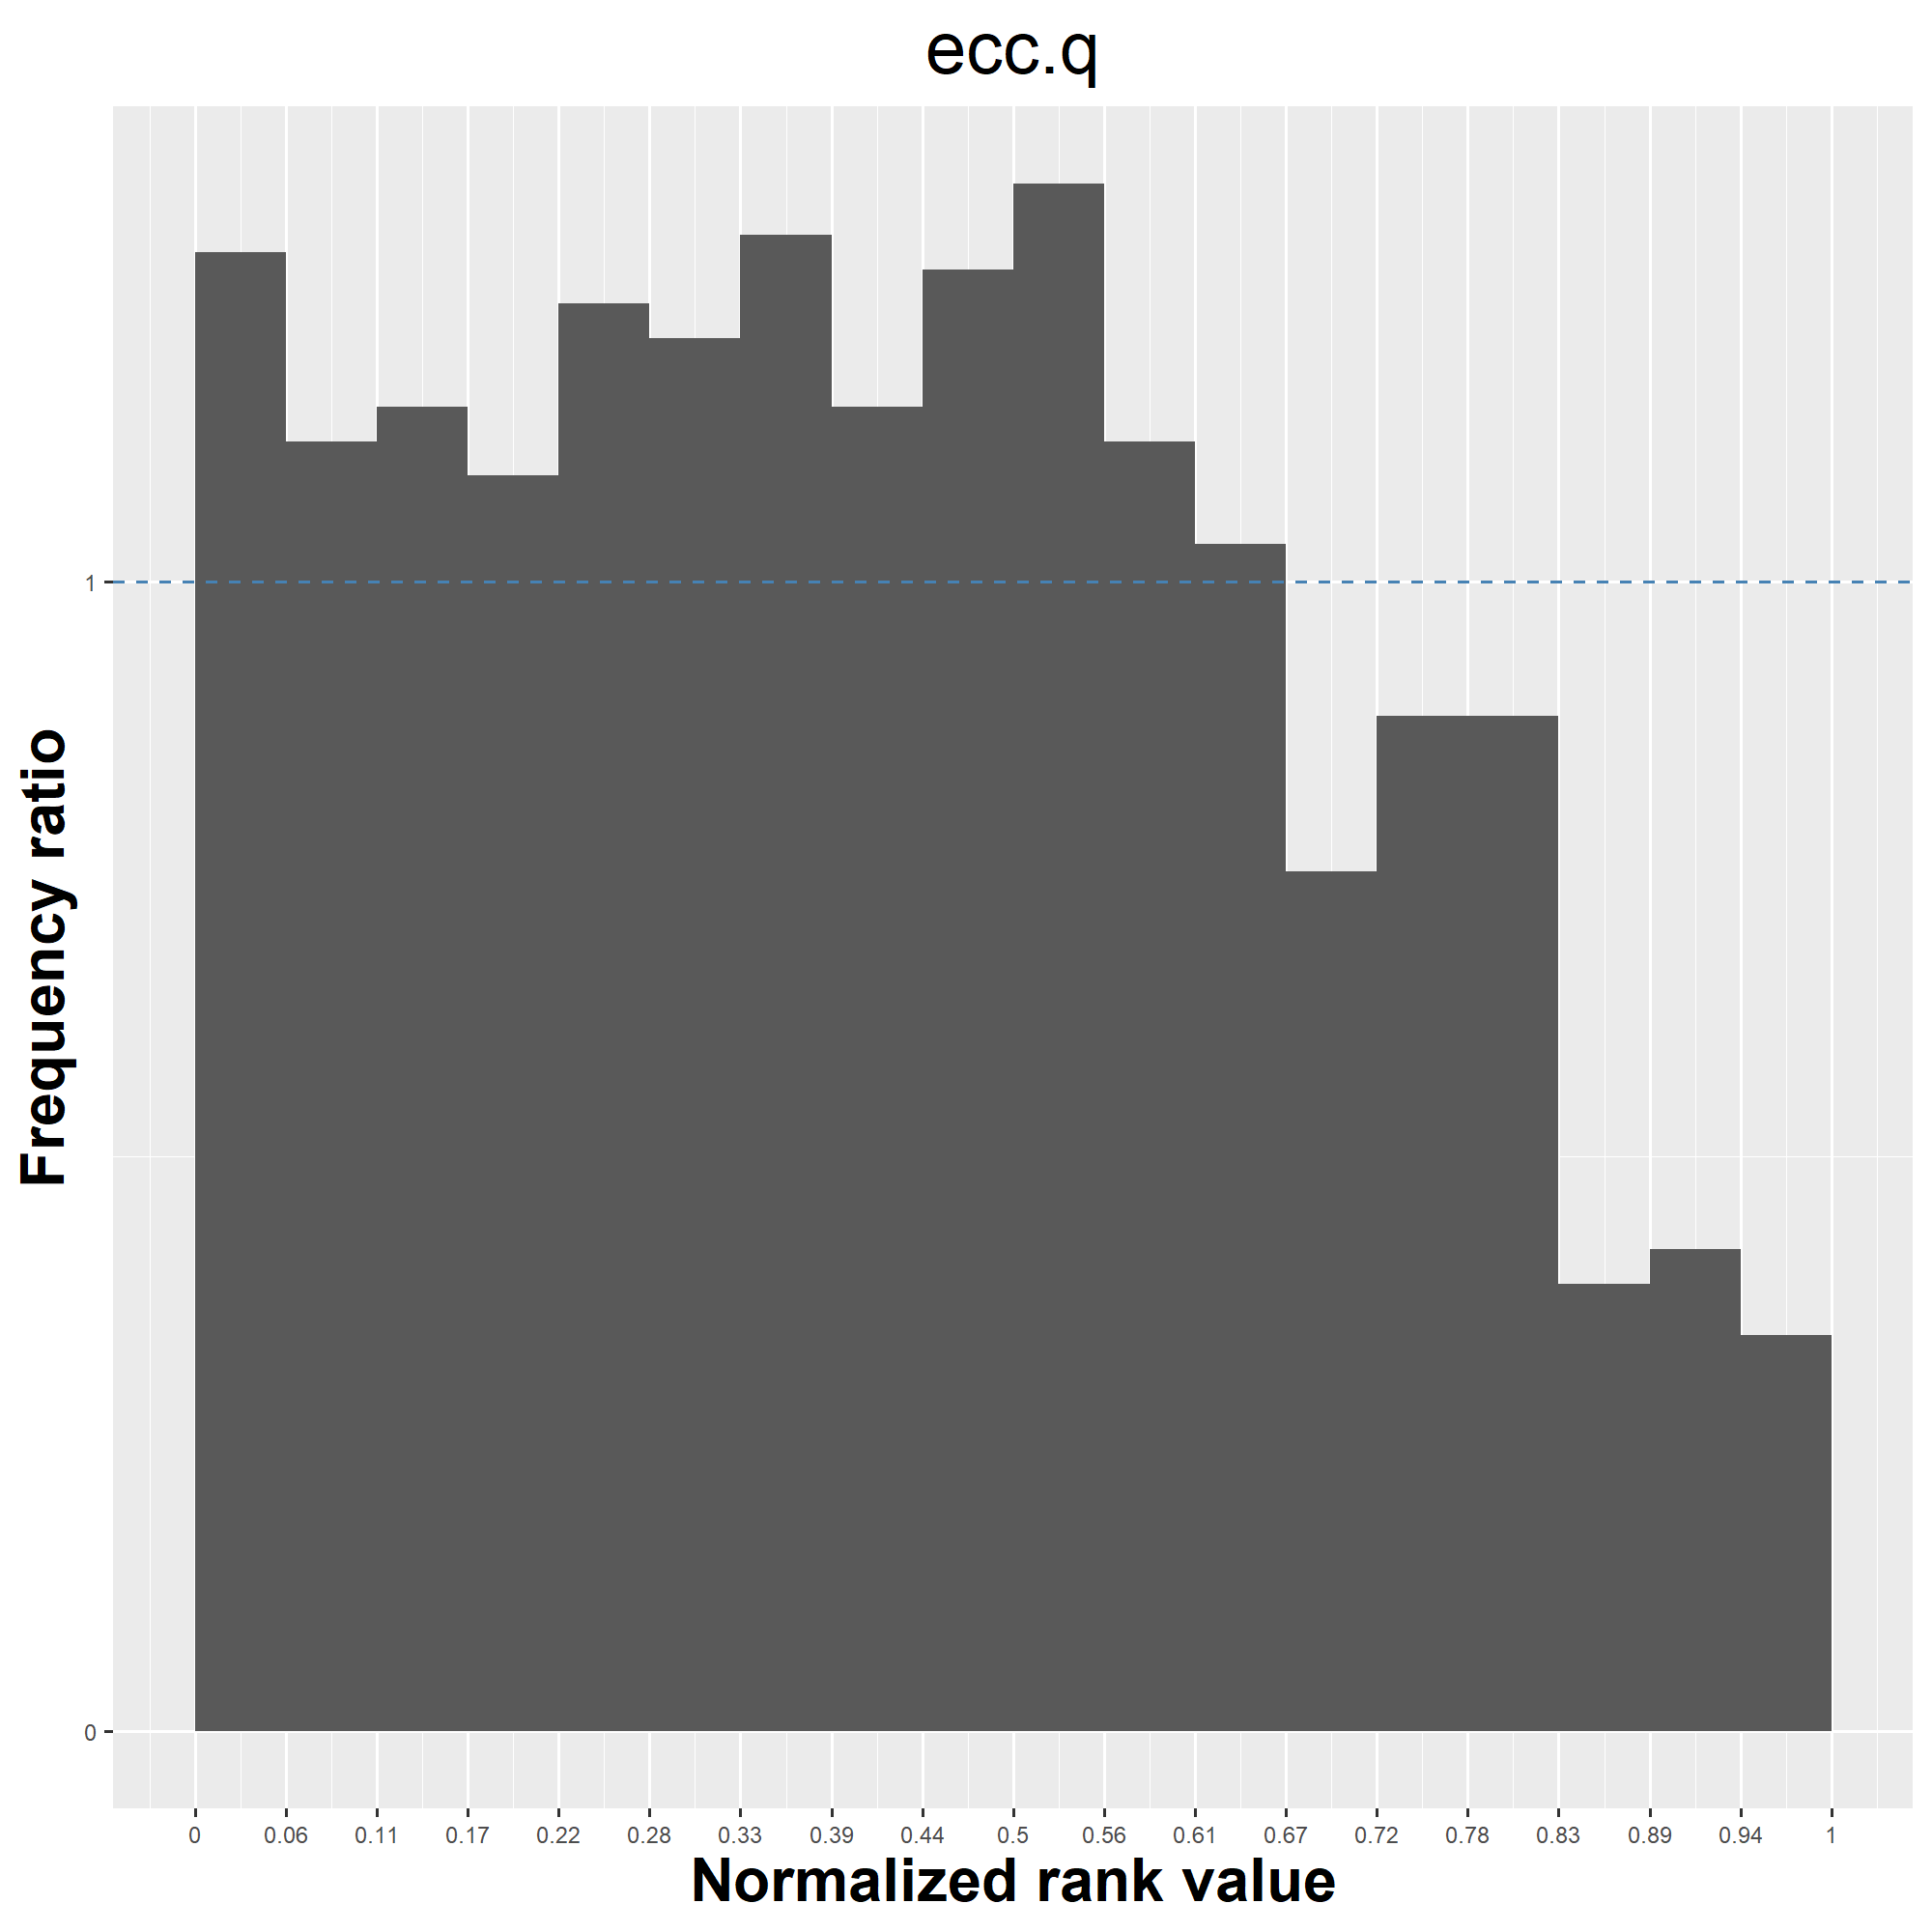 ecc.q
Frequency ratio
1
0
0 0.06 0.11 0.17 0.22 0.28 0.33 0.39 0.44 0.5 0.56 0.61 0.67 0.72 0.78 0.83 0.89 0.94 1
Normalized rank value